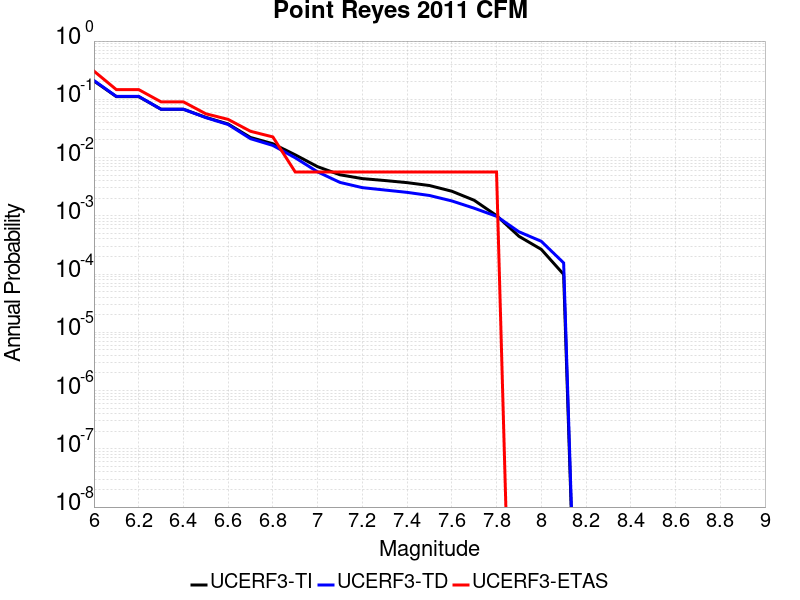 Point Reyes 2011 CFM
10^0
10^-1
10^-2
10^-3
10^-4
10^-5
10^-6
10^-7
10^-8
Annual Probability
6 6.2 6.4 6.6 6.8 7 7.2 7.4 7.6 7.8 8 8.2 8.4 8.6 8.8 9
Magnitude
UCERF3-TI UCERF3-TD UCERF3-ETAS